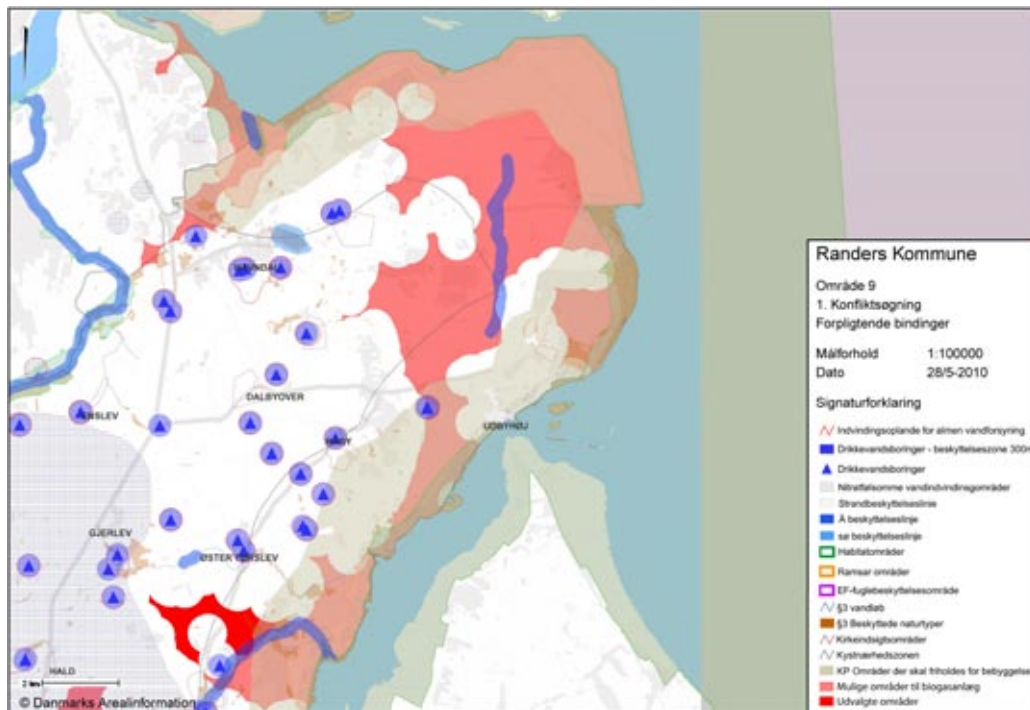 Randers Kommune
Område 9
1. Konfliktsøgning
Forpligtende bindinger
Målforhold 1:100000
Dato 28/5-2010
Signaturforklaring
Indvindingsoplande for almen vandforsyning
Drikkevandsboringer - beskyttelseszone 300m
Drikkevandsboringer
Nitratfølsomme vandindvindingsområder
Strandbeskyttelseslinie
Å beskyttelseslinje
sø beskyttelseslinje
Habitatområder
Ramsar områder
EF-fuglebeskyttelsesområde
§3 vandløb
§3 Beskyttede naturtyper
Kirkeindsigtsområder
Kystnærhedszonen
KP Områder der skal friholdes for bebyggelse
Mulige områder til biogasanlæg
Udvalgte områder
DALBYOVER
UDBYHØJ
GJERLEV
ØSTER
HALD
2 km
© Danmarks Arealinformation